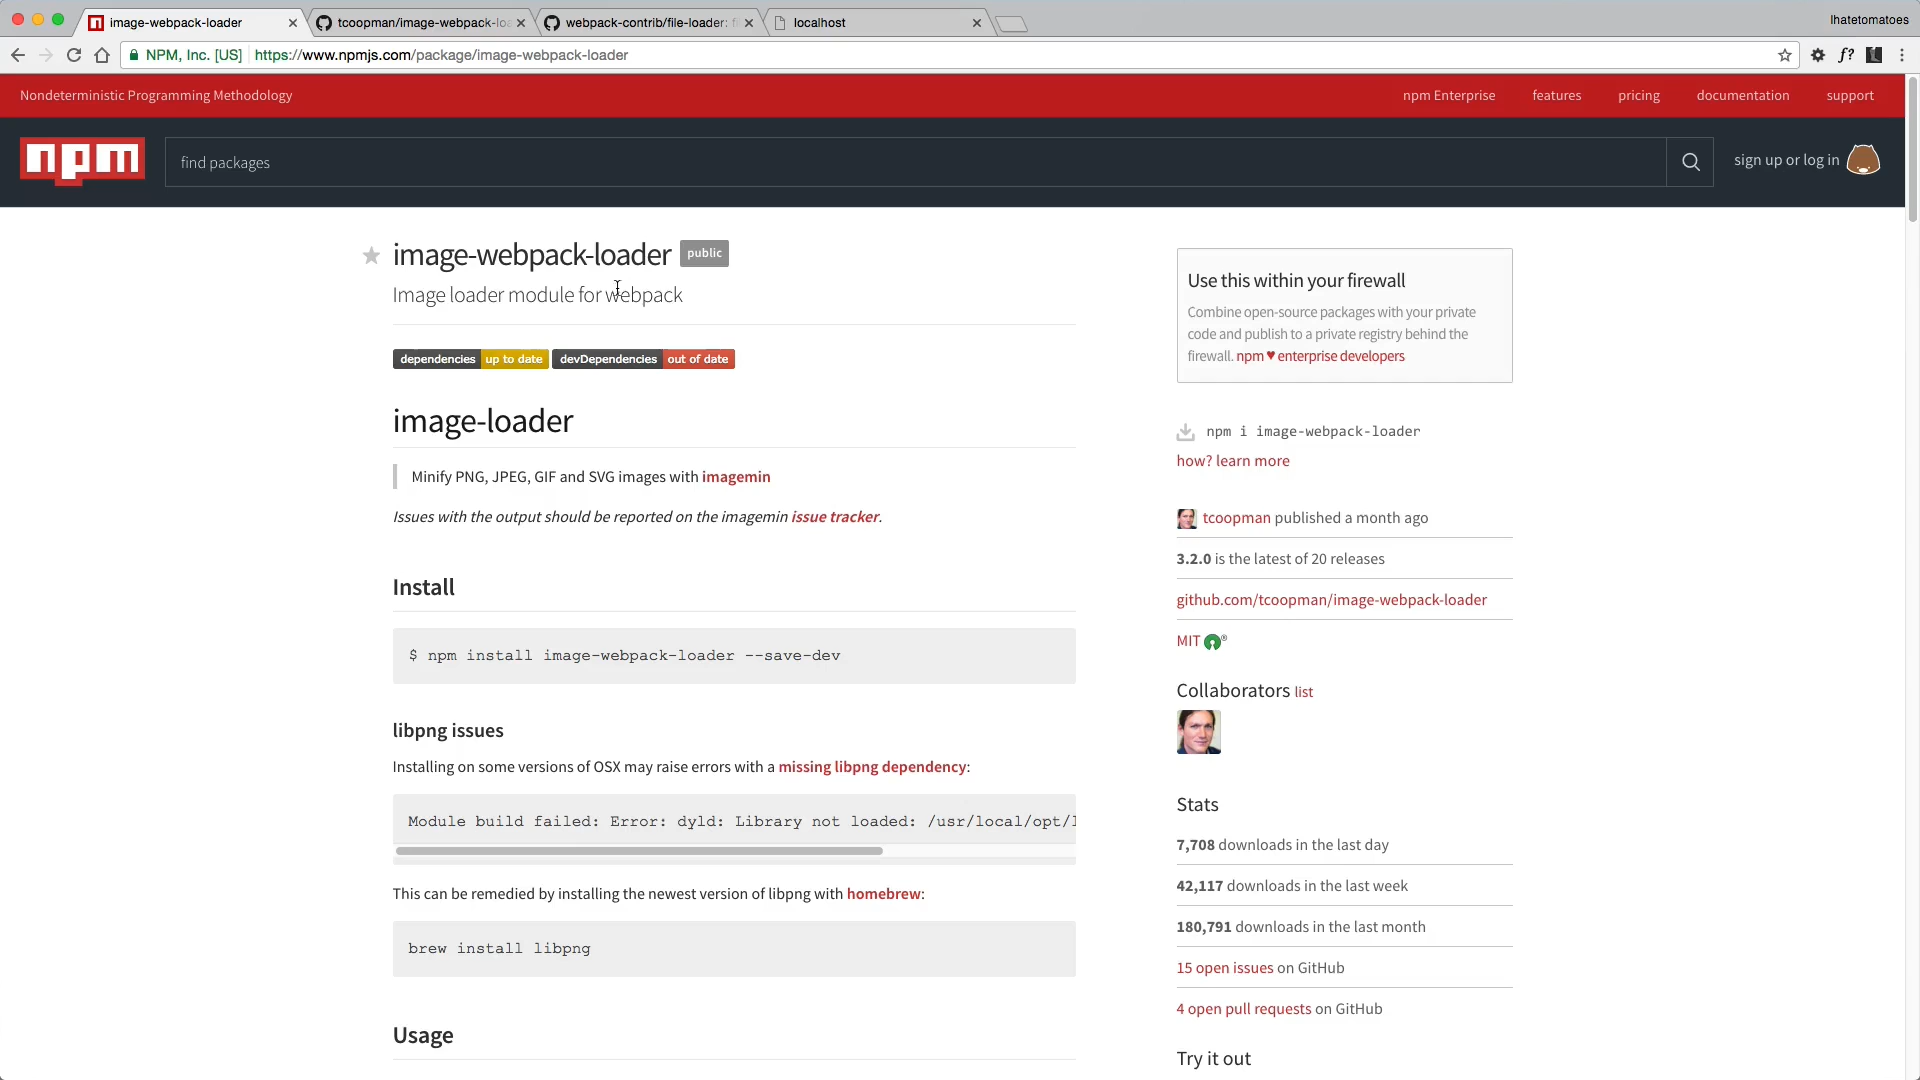 image-webpack-loader
tcoopman/image-webpack-lo
webpack-contrib/file-loader: f
localhost
Ihatetomatoes
NPM, Inc. [US]
https://www.npmjs.com/package/image-webpack-loader
f?
Nondeterministic Programming Methodology
npm Enterprise
features
pricing
documentation
support
npm
find packages
sign up or log in
image-webpack-loader public
Image loader module for webpack
dependencies up to date devDependencies out of date
image-loader
Minify PNG, JPEG, GIF and SVG images with imagemin
Issues with the output should be reported on the imagemin issue tracker.
Install
$ npm install image-webpack-loader --save-dev
libpng issues
Installing on some versions of OSX may raise errors with a missing libpng dependency:
Module build failed: Error: dyld: Library not loaded: /usr/local/opt/l
This can be remedied by installing the newest version of libpng with homebrew:
brew install libpng
Usage
Use this within your firewall
Combine open-source packages with your private
code and publish to a private registry behind the
firewall. npm ♥ enterprise developers
npm i image-webpack-loader
how? learn more
tcoopman published a month ago
3.2.0 is the latest of 20 releases
github.com/tcoopman/image-webpack-loader
MIT ®
Collaborators list
Stats
7,708 downloads in the last day
42,117 downloads in the last week
180,791 downloads in the last month
15 open issues on GitHub
4 open pull requests on GitHub
Try it out